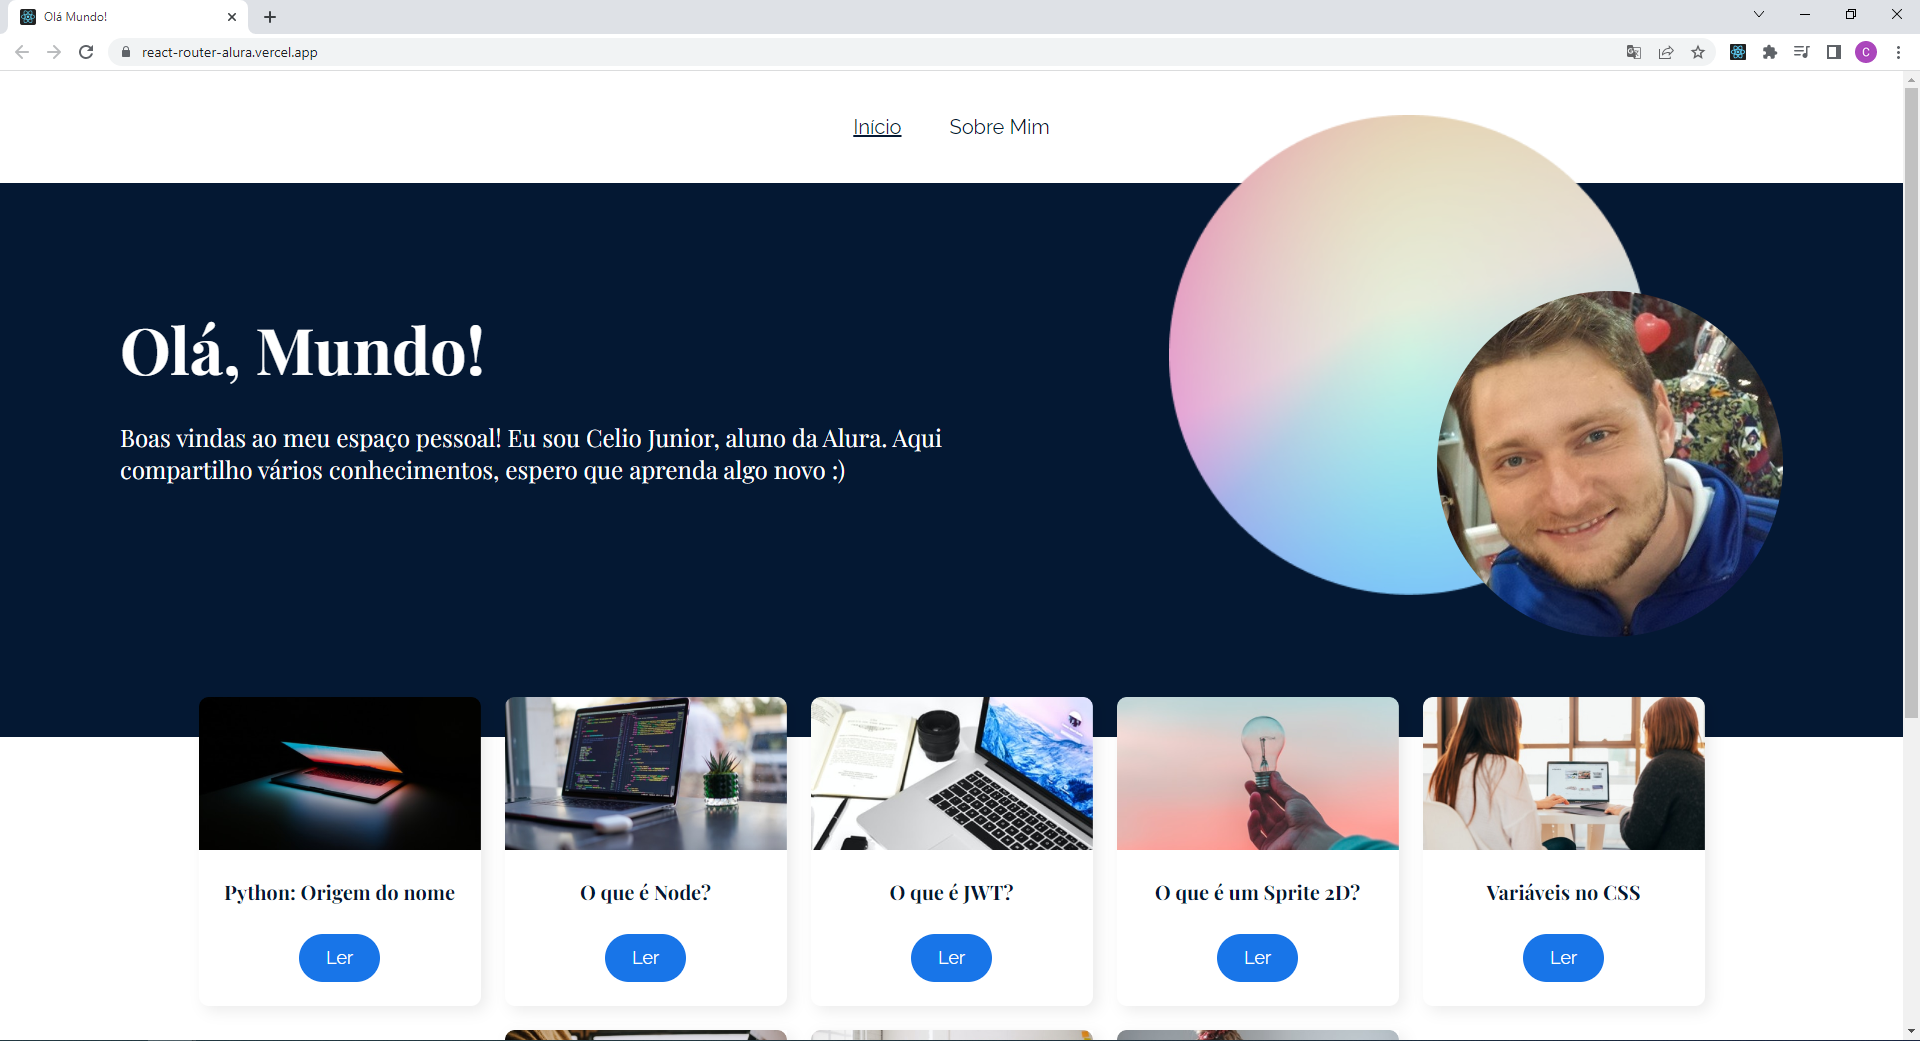 Olá Mundo!
react-router-alura.vercel.app
C
Início Sobre Mim
Olá, Mundo!
Boas vindas ao meu espaço pessoal! Eu sou Celio Junior, aluno da Alura. Aqui
compartilho vários conhecimentos, espero que aprenda algo novo :)
Python: Origem do nome
Ler
O que é Node?
Ler
O que é JWT?
Ler
O que é um Sprite 2D?
Ler
Variáveis no CSS
Ler